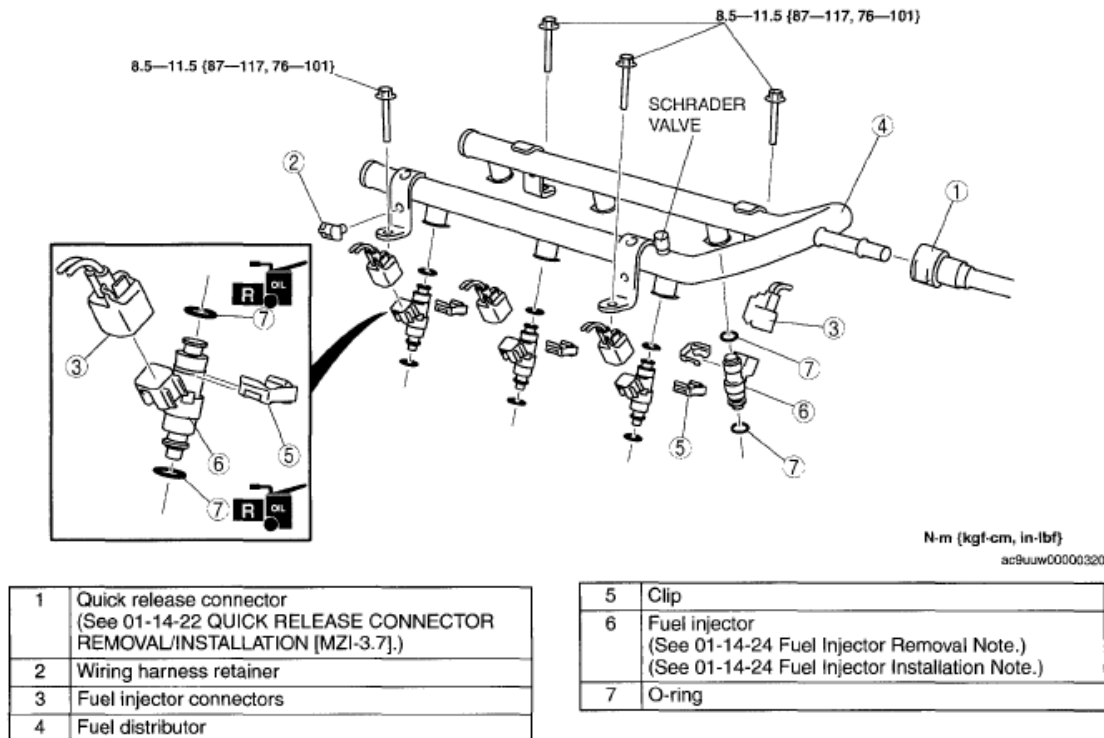 8.5—11.5 {87—117, 76—101}
8.5—11.5 {87—117, 76—101}
SCHRADER
VALVE
4
2
1
R
OIL
7
3
3
7
6
6
5
5
7
7
R
OIL
N·m {kgf·cm, in·lbf}
ac9uuw00000320
1 Quick release connector
(See 01-14-22 QUICK RELEASE CONNECTOR
REMOVAL/INSTALLATION [MZI-3.7].)
2 Wiring harness retainer
3 Fuel injector connectors
4 Fuel distributor
5 Clip
6 Fuel injector
(See 01-14-24 Fuel Injector Removal Note.)
(See 01-14-24 Fuel Injector Installation Note.)
7 O-ring